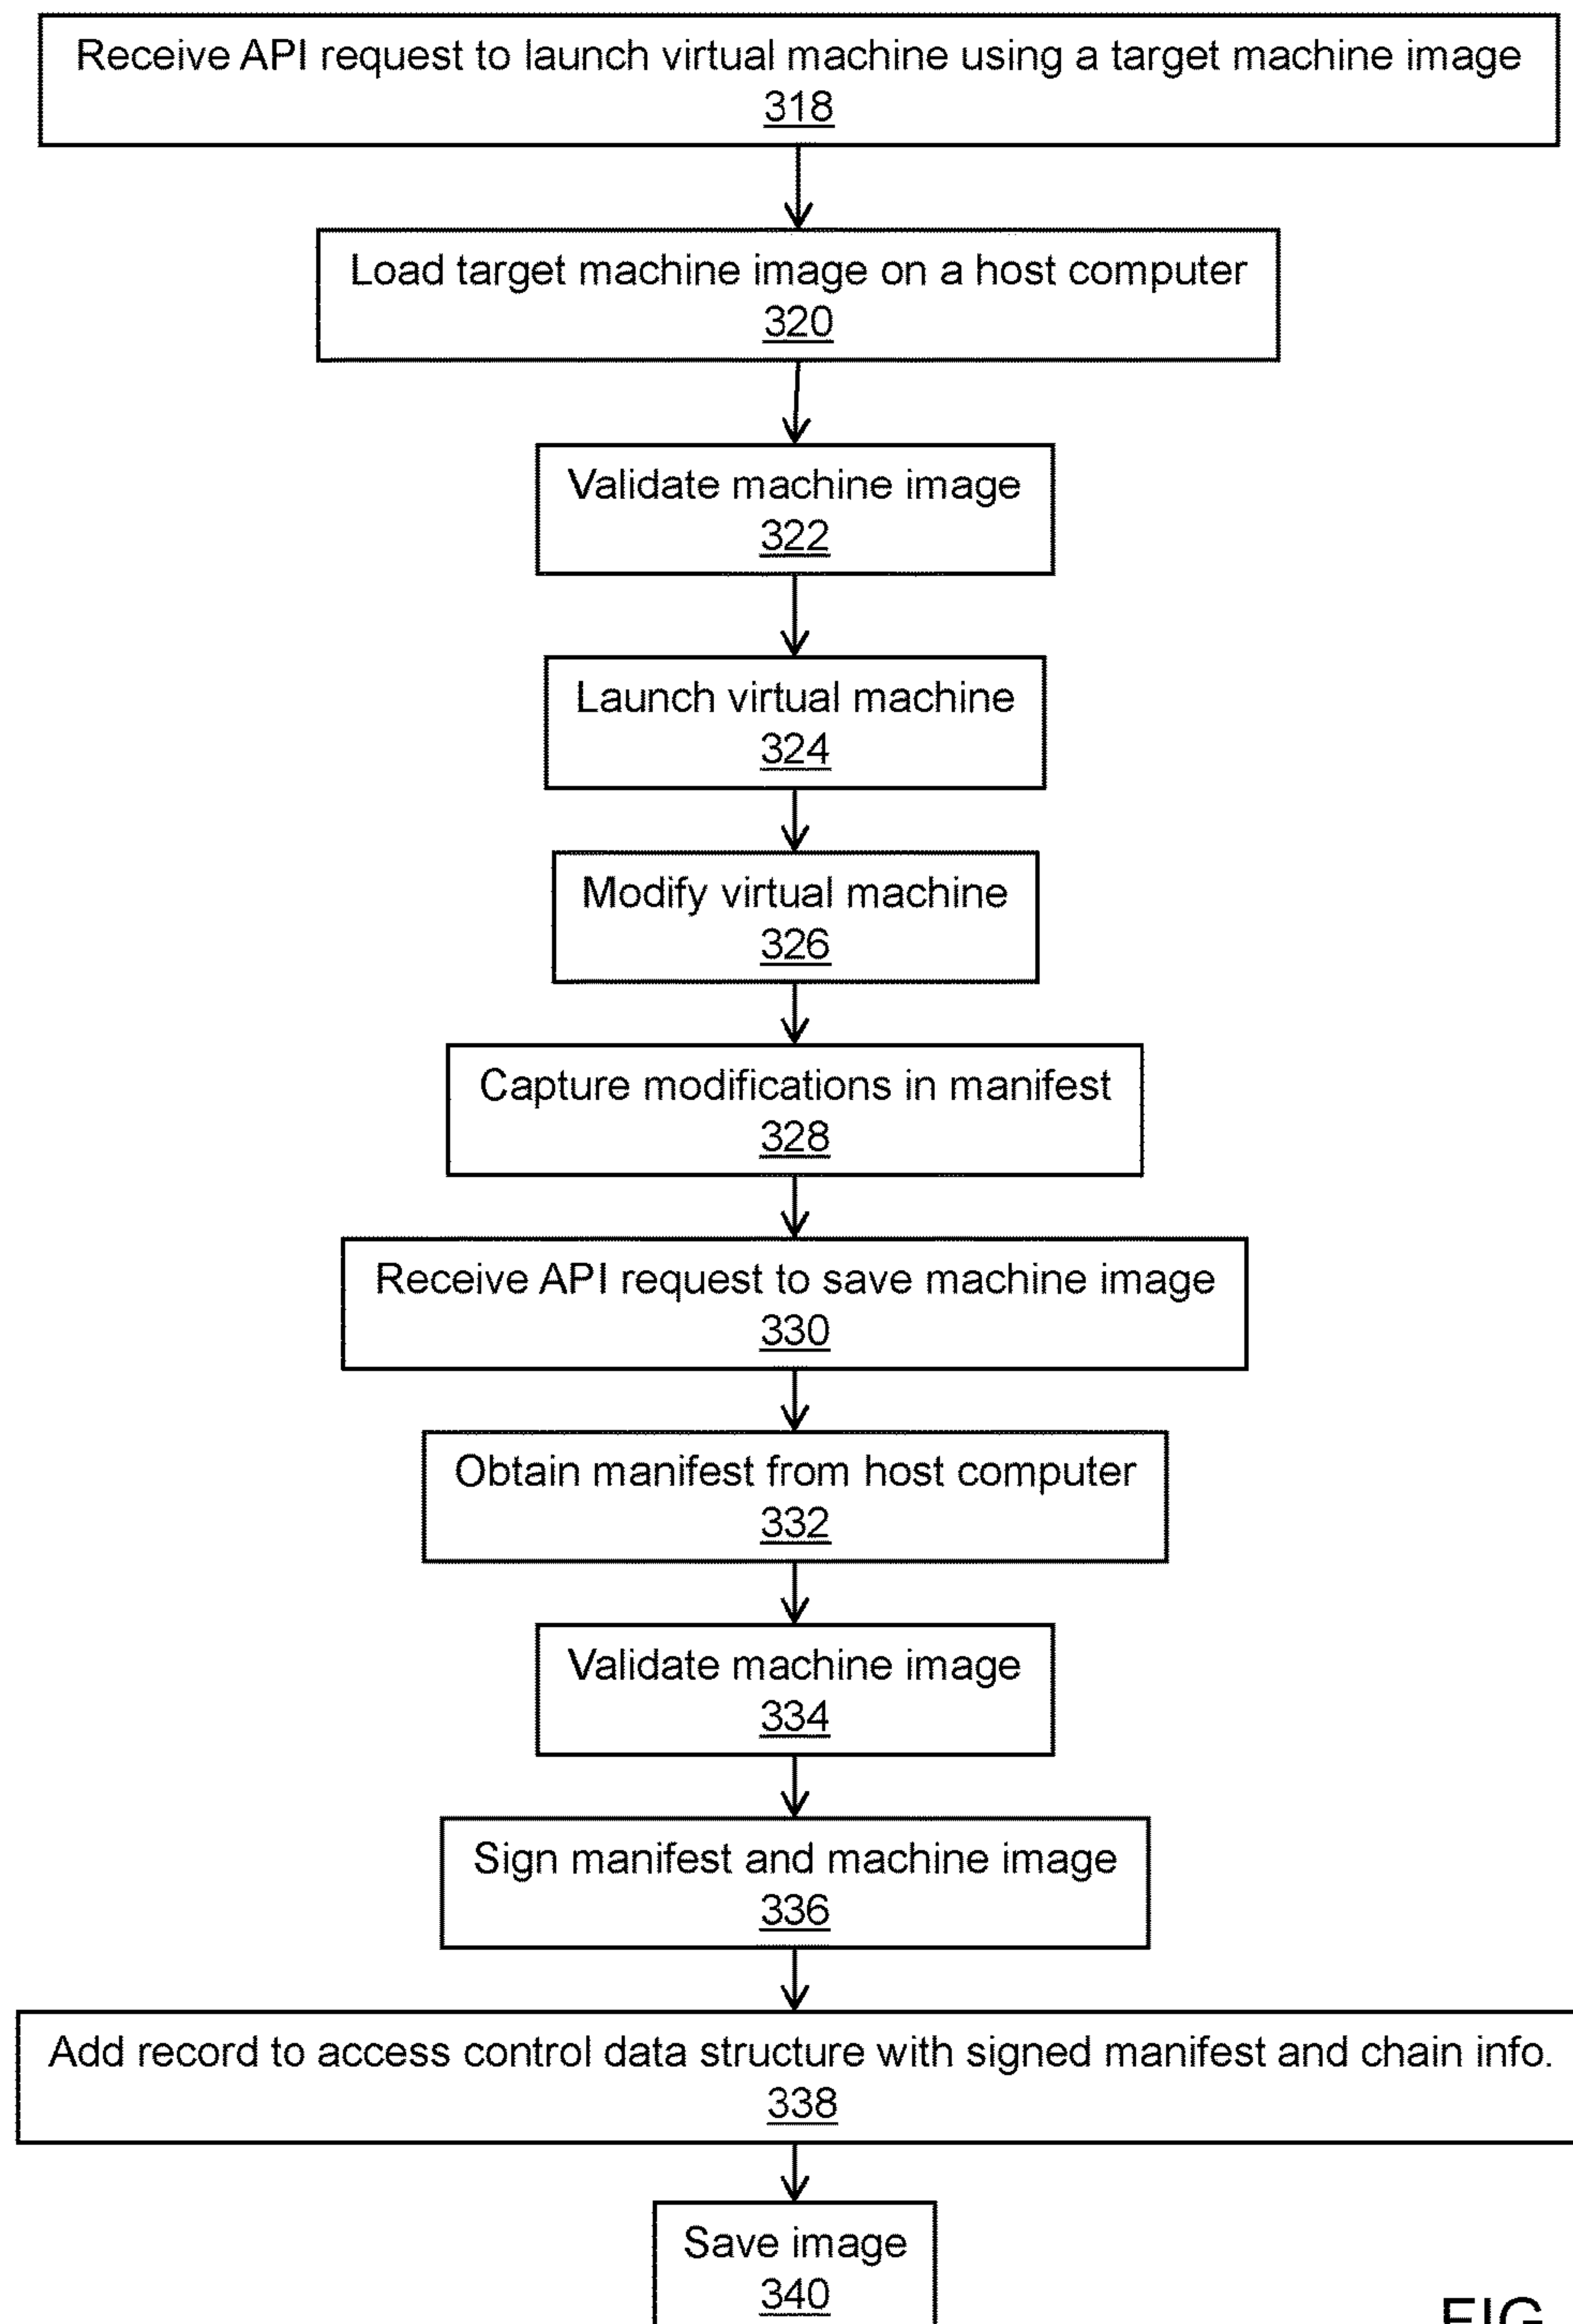 Receive API request to launch virtual machine using a target machine image
318
Load target machine image on a host computer
320
Validate machine image
322
Launch virtual machine
324
Modify virtual machine
326
Capture modifications in manifest
328
Receive API request to save machine image
330
Obtain manifest from host computer
332
Validate machine image
334
Sign manifest and machine image
336
Add record to access control data structure with signed manifest and chain info.
338
Save image
340
FIG